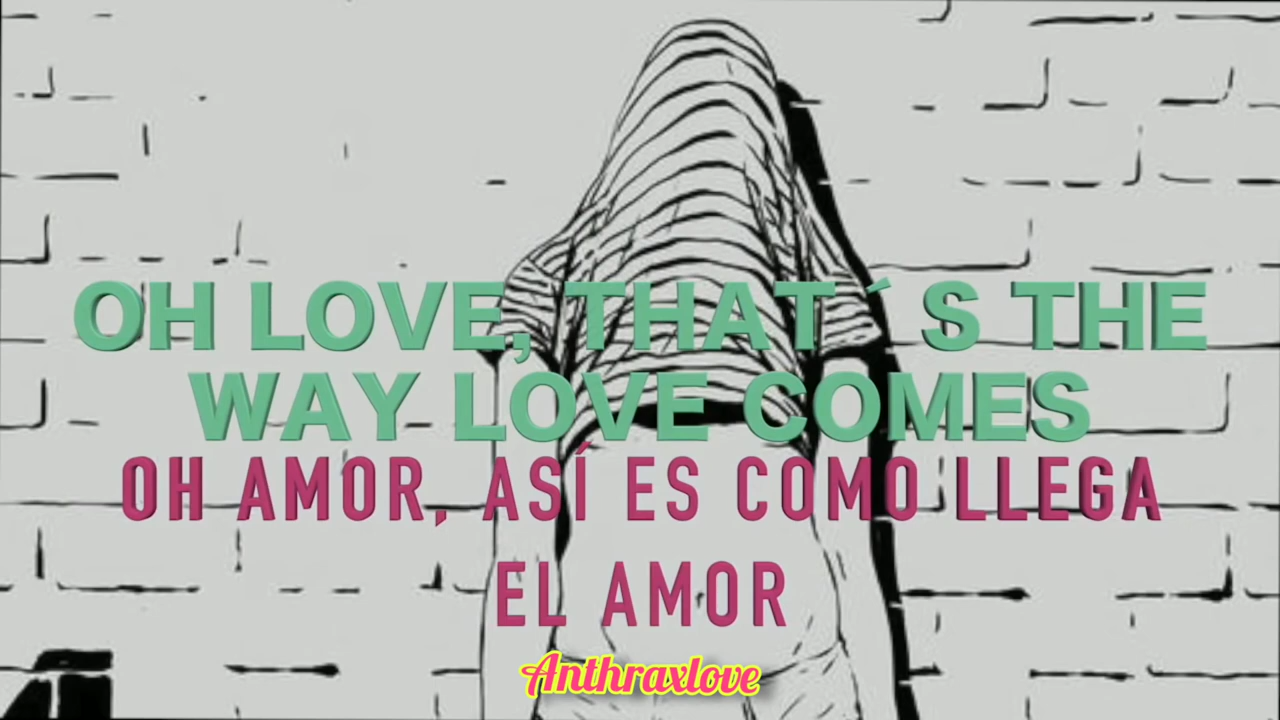 OH LOVE, THAT´S THE
WAY LOVE COMES
OH AMOR, ASÍ ES COMO LLEGA
EL AMOR
Anthraxlove